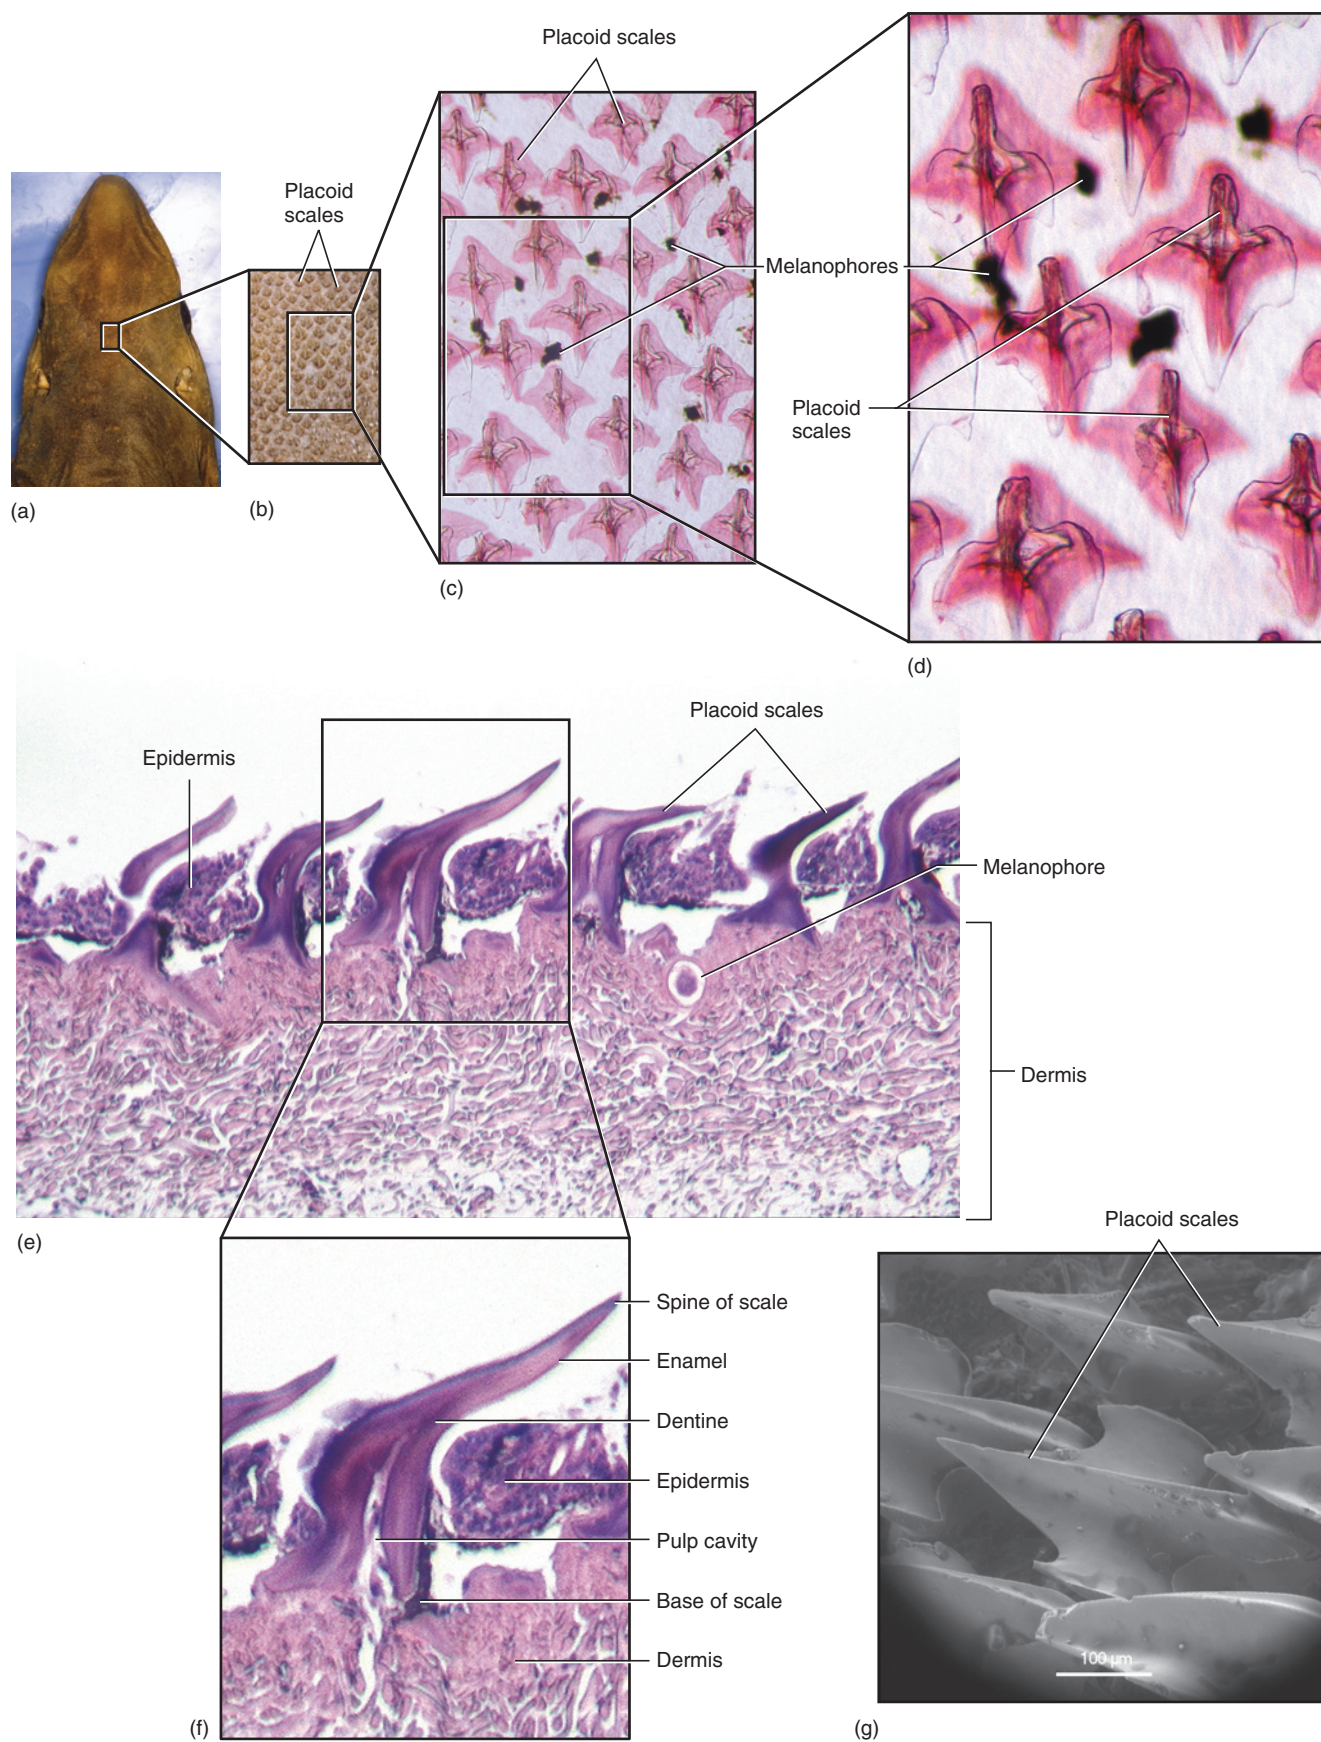 Placoid scales
Placoid
scales
Melanophores
Placoid
scales
(a)
(b)
(c)
(d)
Placoid scales
Epidermis
Melanophore
Dermis
(e)
Placoid scales
Spine of scale
Enamel
Dentine
Epidermis
Pulp cavity
Base of scale
Dermis
100 µm
(f)
(g)